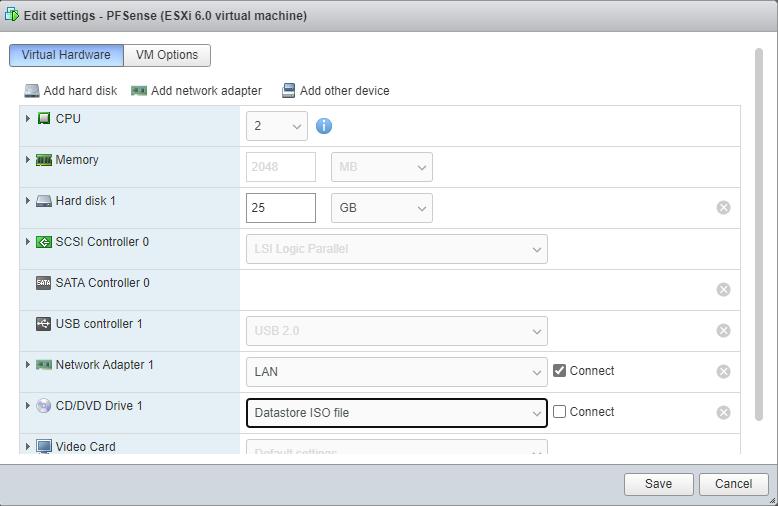 Edit settings - PFSense (ESXi 6.0 virtual machine)
Virtual Hardware VM Options
Add hard disk Add network adapter Add other device
CPU 2
Memory 2048 MB
Hard disk 1 25 GB
SCSI Controller 0 LSI Logic Parallel
SATA SATA Controller 0
USB controller 1 USB 2.0
Network Adapter 1 LAN Connect
CD/DVD Drive 1 Datastore ISO file Connect
Video Card Default settings
Save Cancel